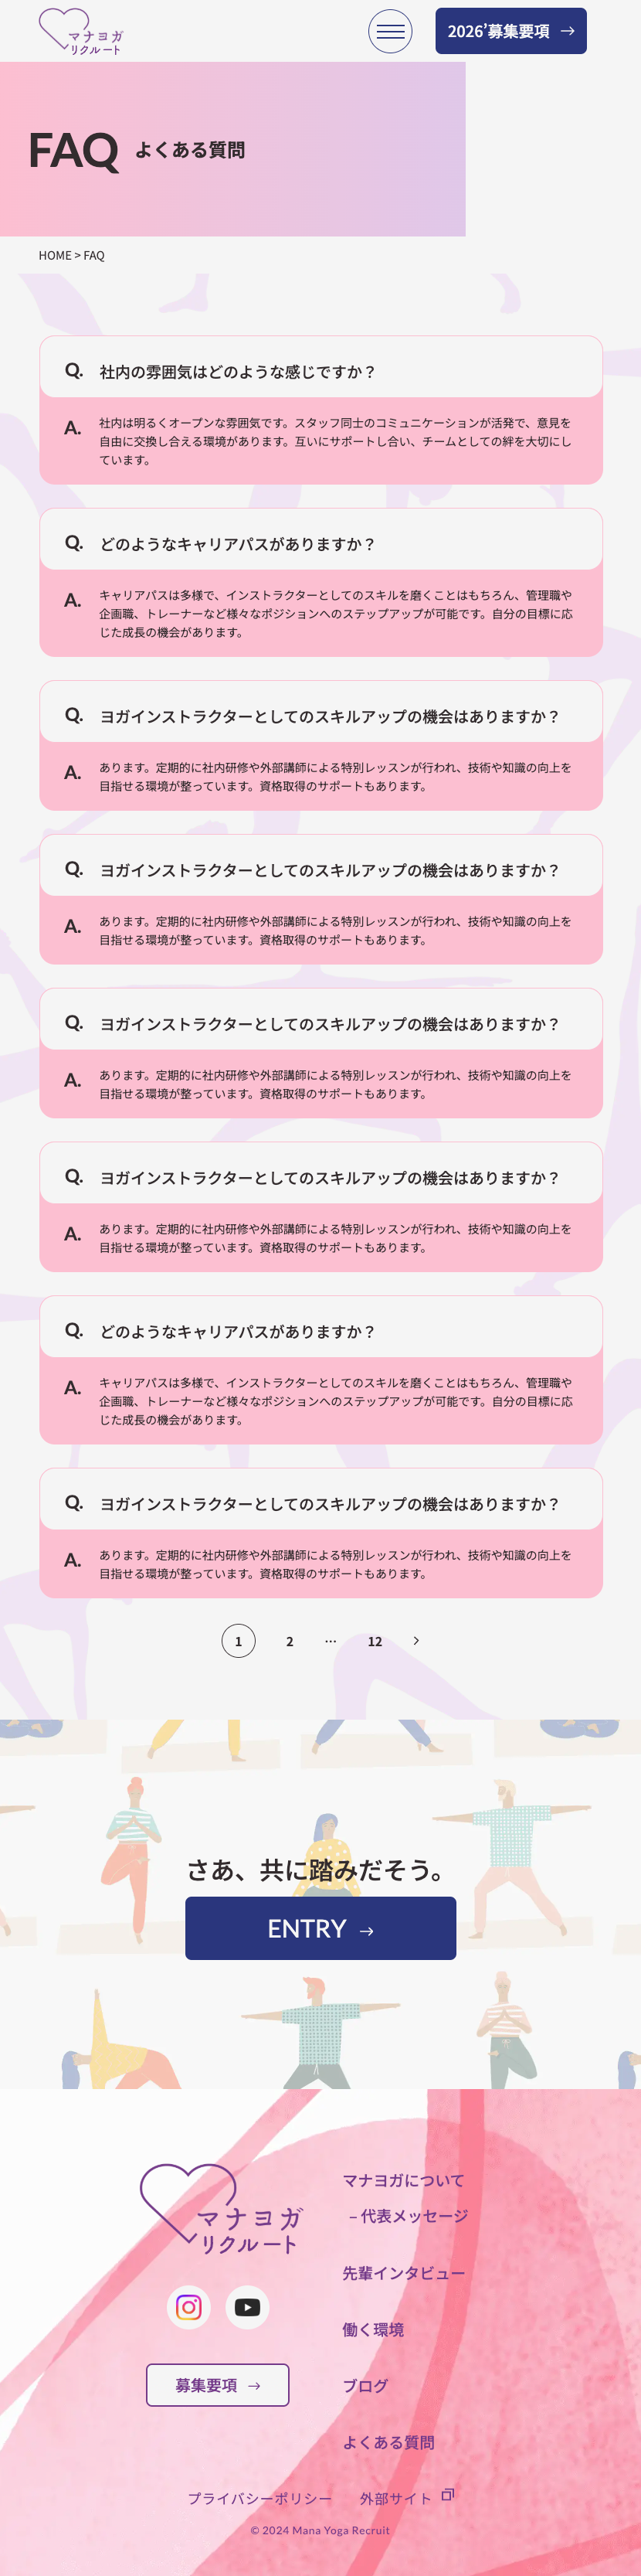 マナヨガ
リクルート
2026’募集要項
FAQ よくある質問
HOME > FAQ
Q. 社内の雰囲気はどのような感じですか？
A. 社内は明るくオープンな雰囲気です。スタッフ同士のコミュニケーションが活発で、意見を
自由に交換し合える環境があります。互いにサポートし合い、チームとしての絆を大切にし
ています。
Q. どのようなキャリアパスがありますか？
A. キャリアパスは多様で、インストラクターとしてのスキルを磨くことはもちろん、管理職や
企画職、トレーナーなど様々なポジションへのステップアップが可能です。自分の目標に応
じた成長の機会があります。
Q. ヨガインストラクターとしてのスキルアップの機会はありますか？
A. あります。定期的に社内研修や外部講師による特別レッスンが行われ、技術や知識の向上を
目指せる環境が整っています。資格取得のサポートもあります。
Q. ヨガインストラクターとしてのスキルアップの機会はありますか？
A. あります。定期的に社内研修や外部講師による特別レッスンが行われ、技術や知識の向上を
目指せる環境が整っています。資格取得のサポートもあります。
Q. ヨガインストラクターとしてのスキルアップの機会はありますか？
A. あります。定期的に社内研修や外部講師による特別レッスンが行われ、技術や知識の向上を
目指せる環境が整っています。資格取得のサポートもあります。
Q. ヨガインストラクターとしてのスキルアップの機会はありますか？
A. あります。定期的に社内研修や外部講師による特別レッスンが行われ、技術や知識の向上を
目指せる環境が整っています。資格取得のサポートもあります。
Q. どのようなキャリアパスがありますか？
A. キャリアパスは多様で、インストラクターとしてのスキルを磨くことはもちろん、管理職や
企画職、トレーナーなど様々なポジションへのステップアップが可能です。自分の目標に応
じた成長の機会があります。
Q. ヨガインストラクターとしてのスキルアップの機会はありますか？
A. あります。定期的に社内研修や外部講師による特別レッスンが行われ、技術や知識の向上を
目指せる環境が整っています。資格取得のサポートもあります。
1 2 … 12
さあ、共に踏みだそう。
ENTRY
マナヨガ
リクルート
募集要項
マナヨガについて
– 代表メッセージ
先輩インタビュー
働く環境
ブログ
よくある質問
プライバシーポリシー 外部サイト
© 2024 Mana Yoga Recruit